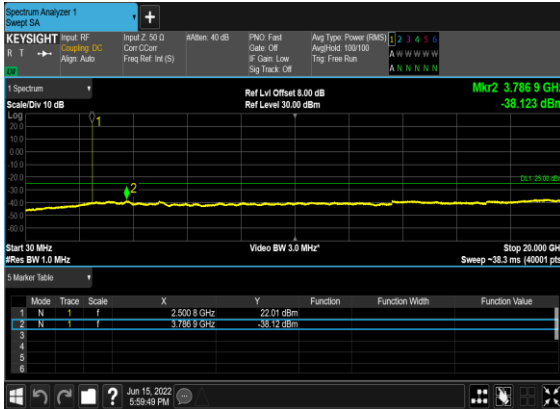 Spectrum Analyzer 1
Swept SA
+
KEYSIGHT Input: RF Input Z: 50 Ω #Atten: 40 dB PNO: Fast Avg Type: Power (RMS) 1 2 3 4 5 6
R T Coupling: DC Corr CCorr Gate: Off Avg|Hold: 100/100 A W W W W W
Align: Auto Freq Ref: Int (S) IF Gain: Low Trig: Free Run
Sig Track: Off A N N N N N
1 Spectrum
Scale/Div 10 dB
Ref Lvl Offset 8.00 dB
Ref Level 30.00 dBm
Mkr2 3.786 9 GHz
-38.123 dBm
Log
20.0
10.0
0.00
-10.0
-20.0
-30.0
-40.0
-50.0
-60.0
1
2
DL1 -25.00 dBm
Start 30 MHz Video BW 3.0 MHz* Stop 20.000 GH
#Res BW 1.0 MHz Sweep ~38.3 ms (40001 pts
5 Marker Table
Mode Trace Scale X Y Function Function Width Function Value
1 N 1 f 2.500 8 GHz 22.01 dBm
2 N 1 f 3.786 9 GHz -38.12 dBm
3
4
5
6
? Jun 15, 2022
5:59:49 PM